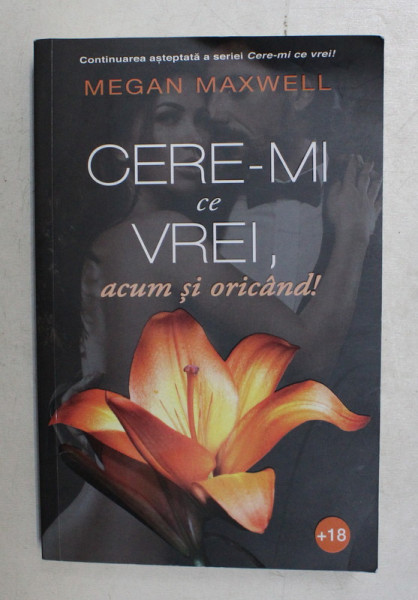 Continuarea așteptată a seriei Cere-mi ce vrei!
MEGAN MAXWELL
CERE-MI
ce
VREI,
acum și oricând!
+18